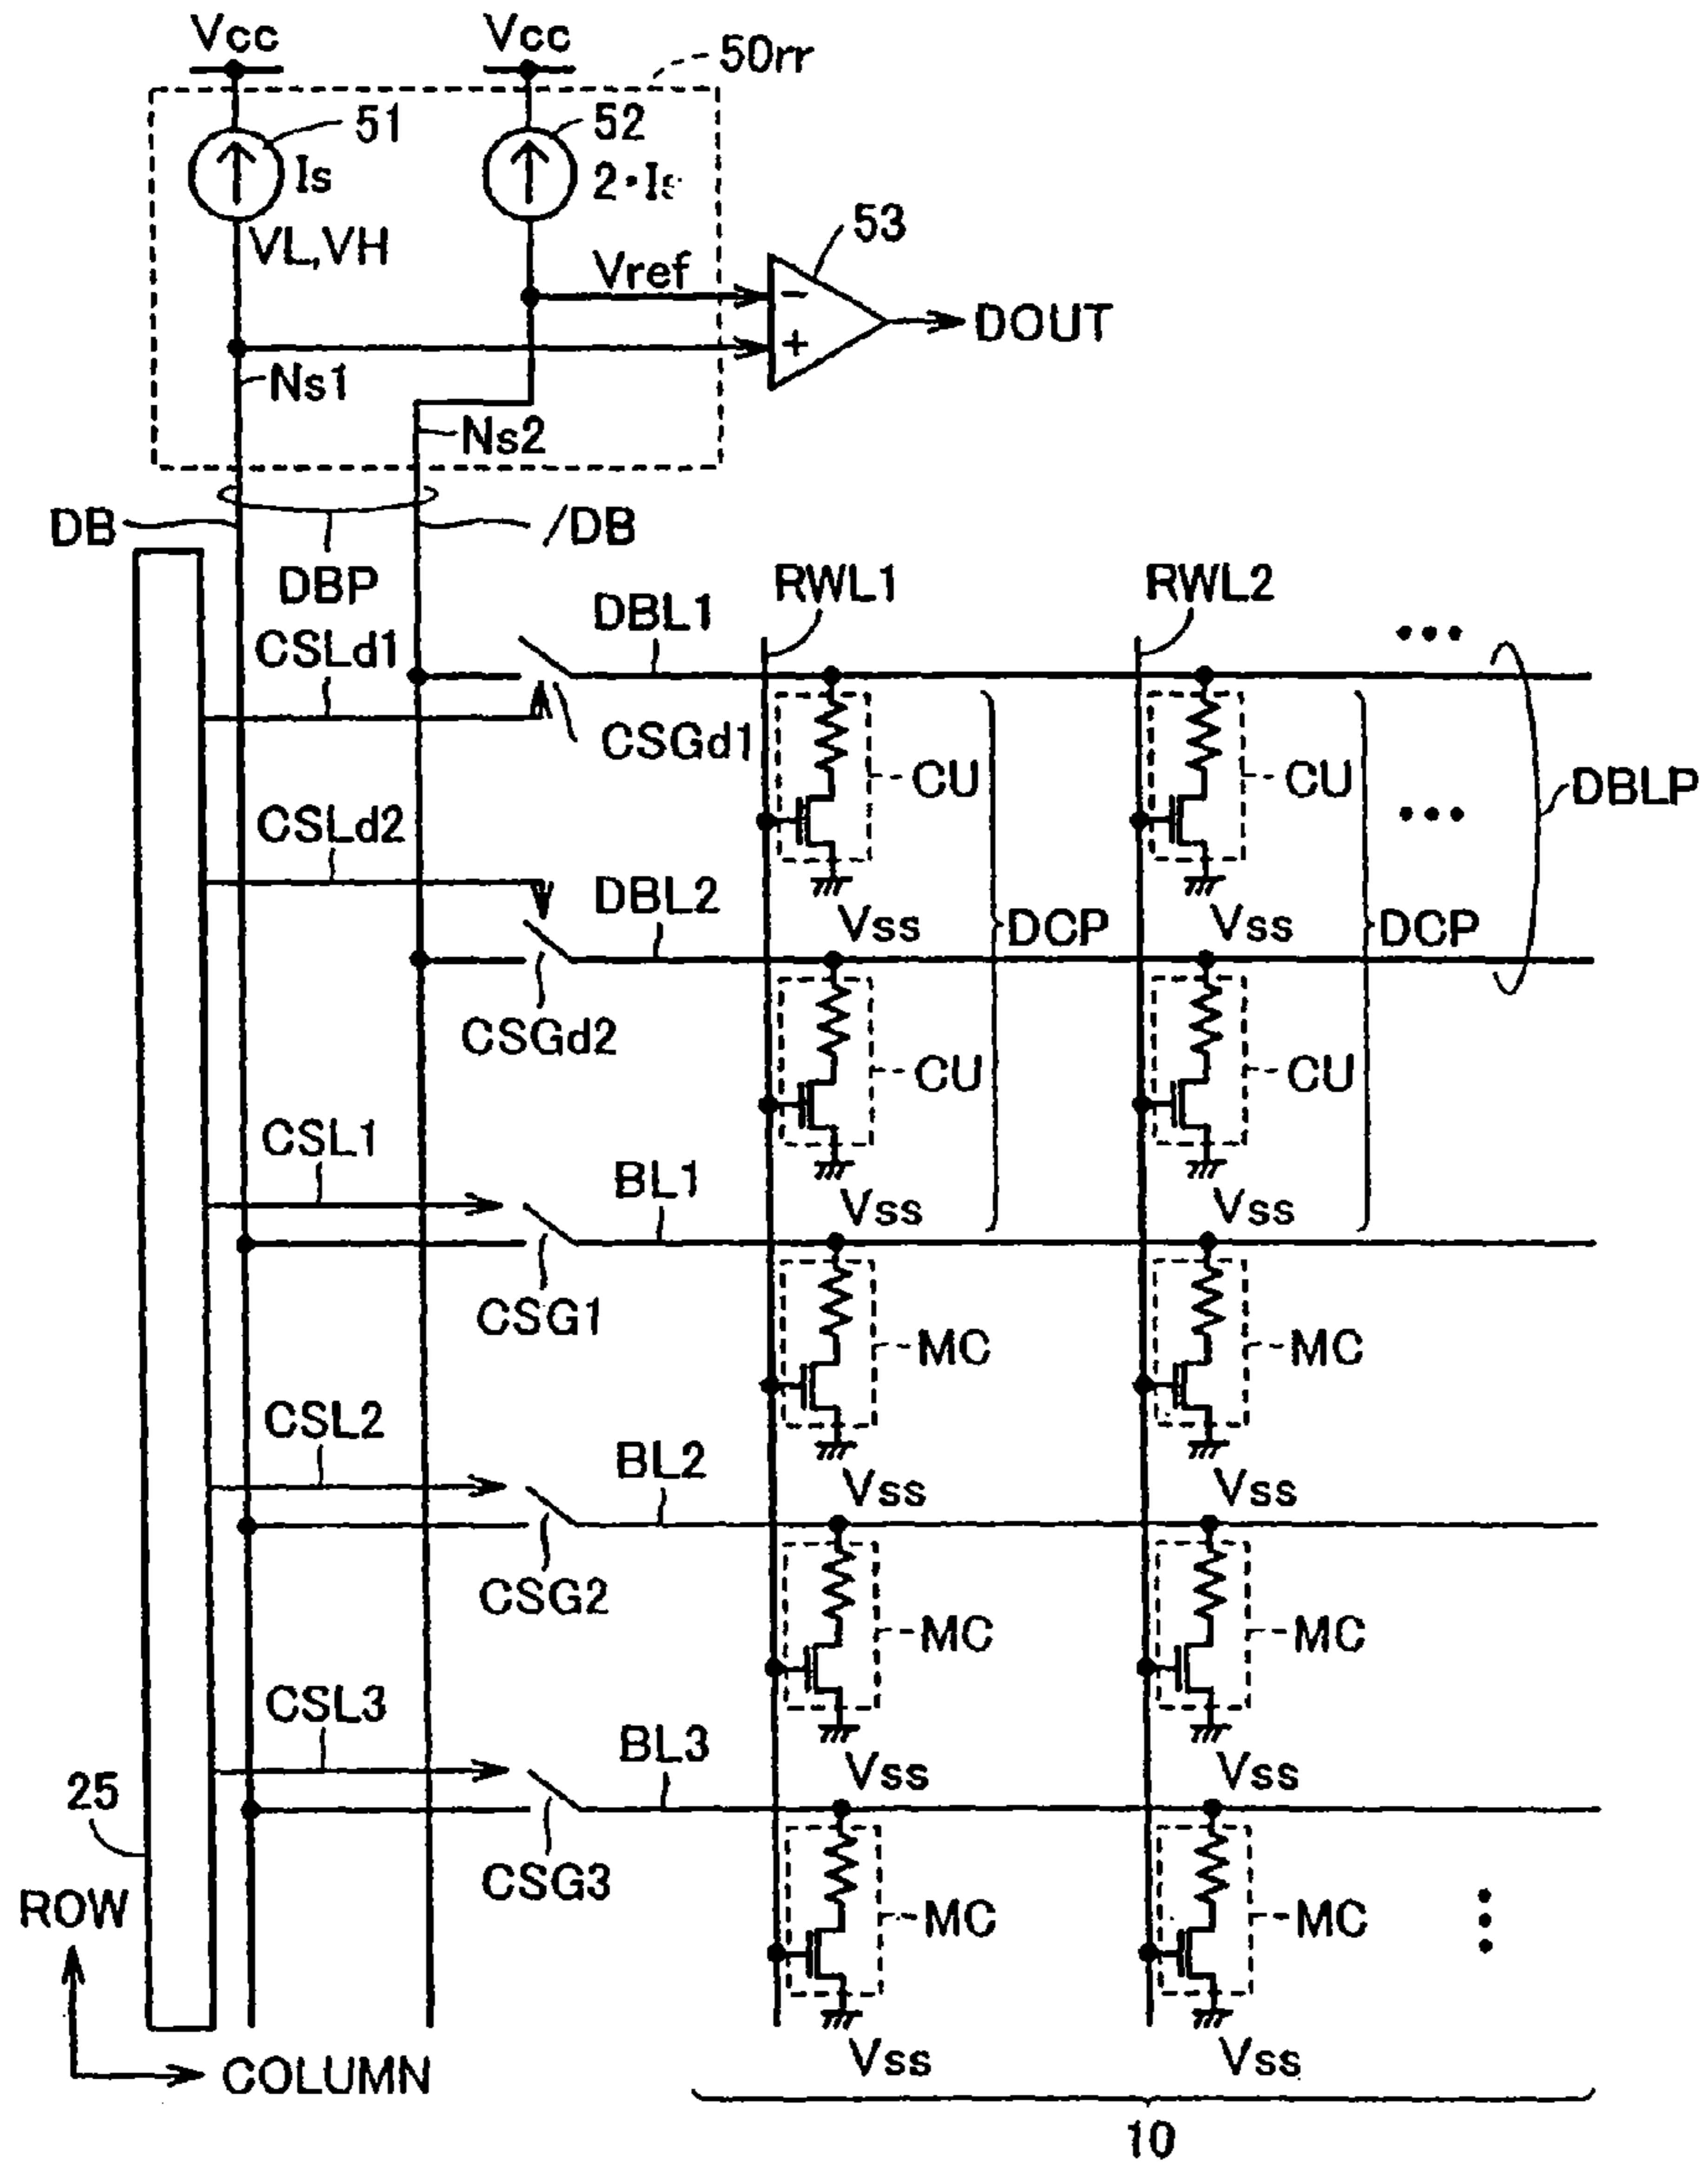 Vcc Vcc 50rr
51 52
Is 2·Is
VL,VH
53
Vref
−
DOUT
+
Ns1
Ns2
DB /DB
DBP RWL1 RWL2
DBL1
CSLd1
CSGd1
CU CU DBLP
CSLd2
DBL2 Vss DCP Vss DCP
CSGd2
CU CU
CSL1
BL1 Vss Vss
CSG1
MC MC
CSL2
BL2 Vss Vss
CSG2
MC MC
CSL3
BL3 Vss Vss
25
CSG3
ROW
MC MC
Vss Vss
COLUMN
10